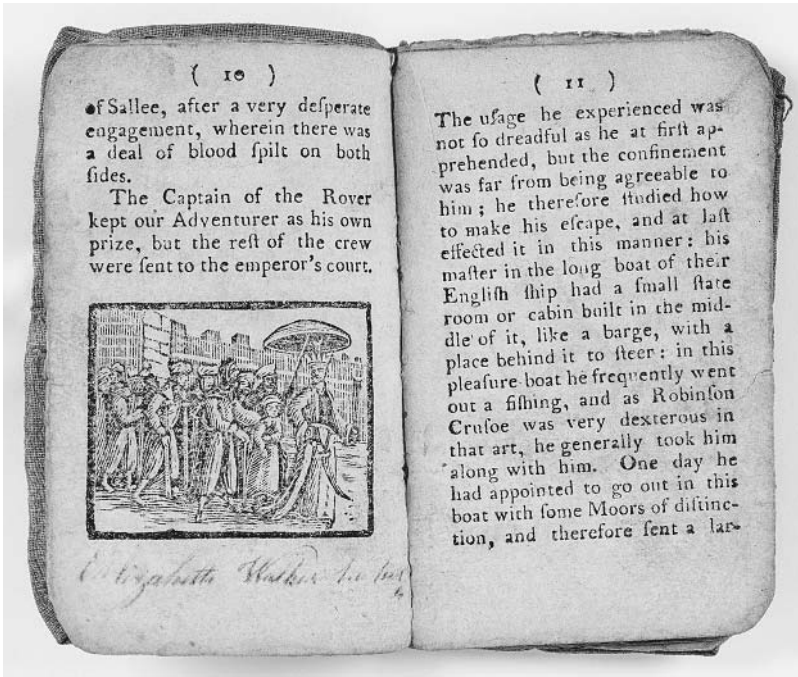 ( 10 )
of Sallee, after a very deſperate
engagement, wherein there was
a deal of blood ſpilt on both
ſides.
The Captain of the Rover
kept our Adventurer as his own
prize, but the reſt of the crew
were ſent to the emperor's court.
Elizabeth
( 11 )
The uſage he experienced was
not ſo dreadful as he at firſt ap-
prehended, but the confinement
was far from being agreeable to
him ; he therefore ſtudied how
to make his eſcape, and at laſt
effected it in this manner : his
maſter in the long boat of their
Engliſh ſhip had a ſmall ſtate
room or cabin built in the mid-
dle of it, like a barge, with a
place behind it to ſteer : in this
pleaſure boat he frequently went
out a fiſhing, and as Robinſon
Cruſoe was very dexterous in
that art, he generally took him
along with him. One day he
had appointed to go out in this
boat with ſome Moors of diſtinc-
tion, and therefore ſent a lar-